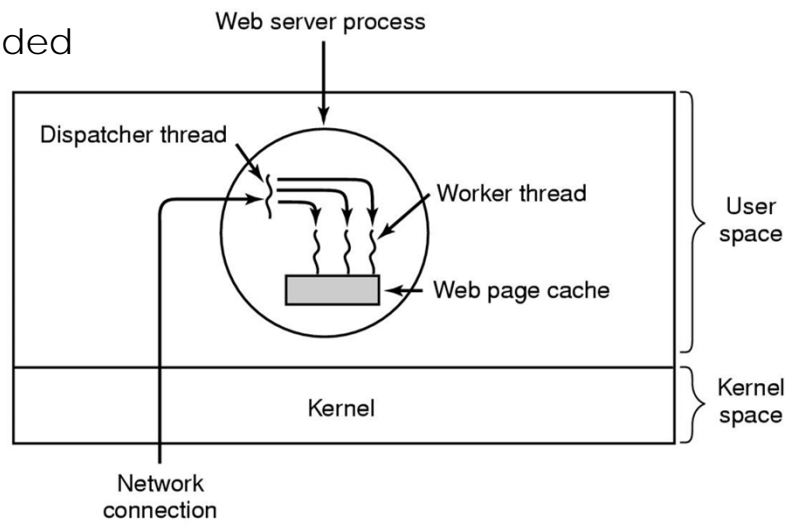 Web server process
ded
Dispatcher thread
Worker thread
User
space
Web page cache
Kernel
Kernel
space
Network
connection